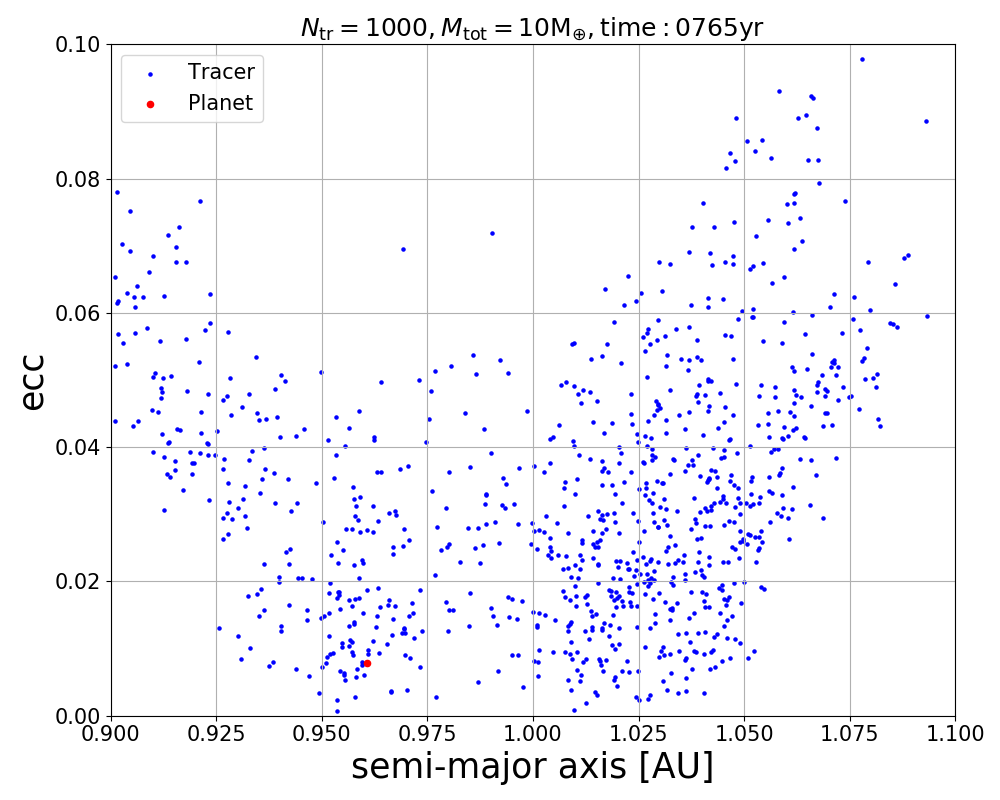 N_tr = 1000, M_tot = 10M_⊕, time : 0765yr
Tracer
Planet
ecc
0.10
0.08
0.06
0.04
0.02
0.00
0.900 0.925 0.950 0.975 1.000 1.025 1.050 1.075 1.100
semi-major axis [AU]